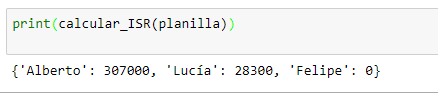 print(calcular_ISR(planilla))
{'Alberto': 307000, 'Lucía': 28300, 'Felipe': 0}